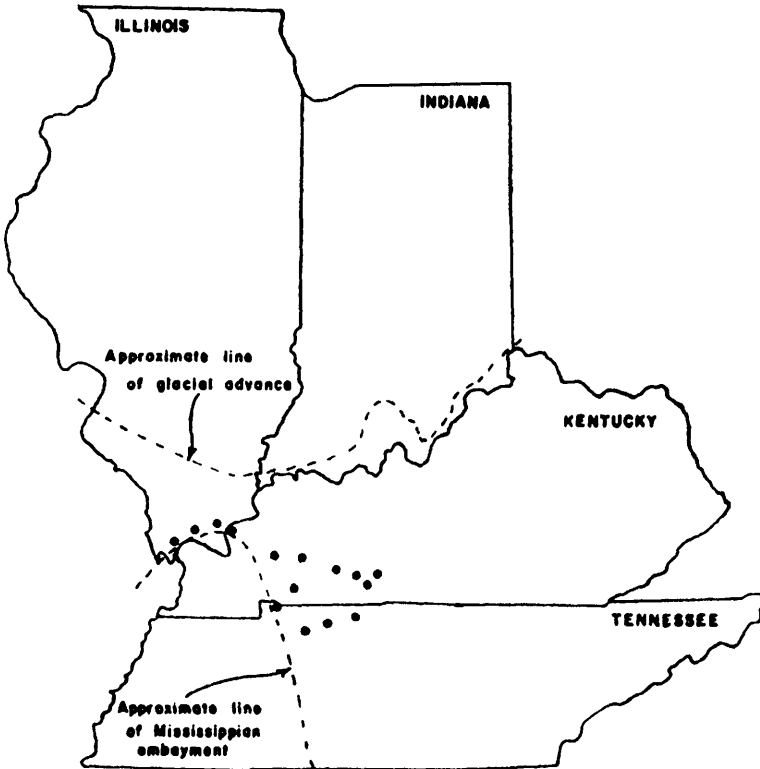 ILLINOIS
INDIANA
Approximate line
of glacial advance
KENTUCKY
TENNESSEE
Approximate line
of Mississippian
embayment